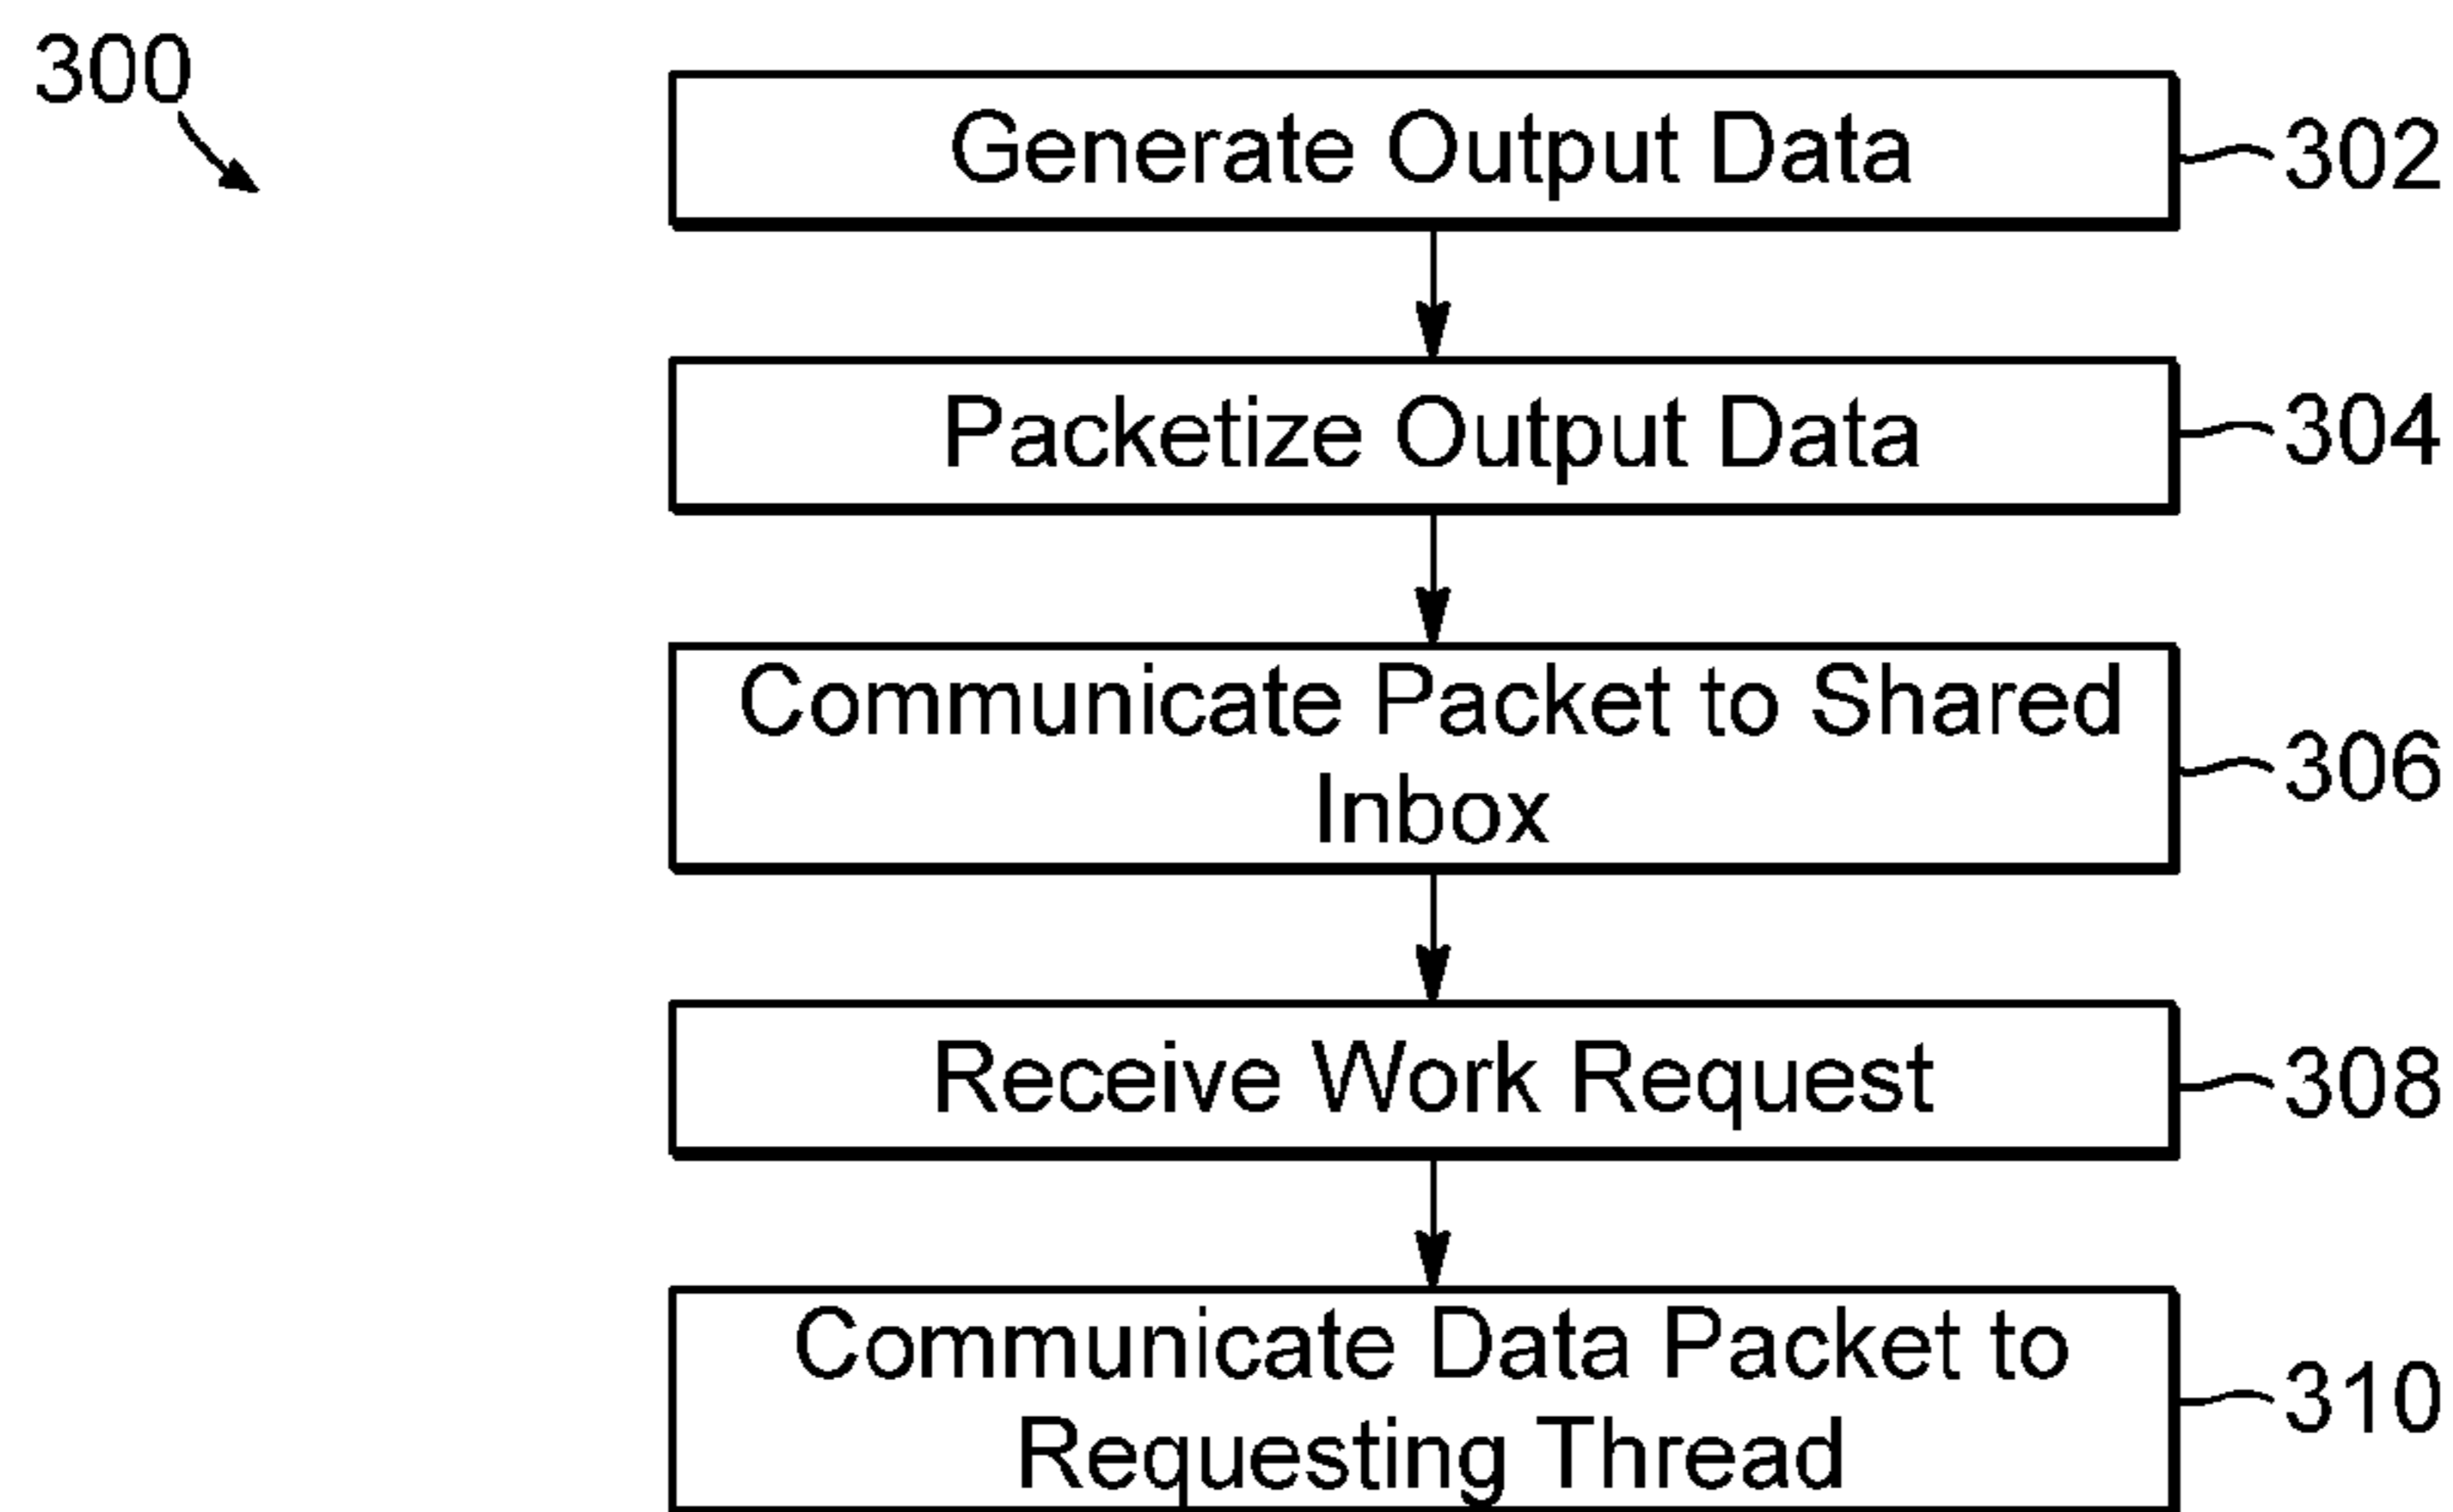 300
Generate Output Data
302
Packetize Output Data
304
Communicate Packet to Shared
Inbox
306
Receive Work Request
308
Communicate Data Packet to
Requesting Thread
310